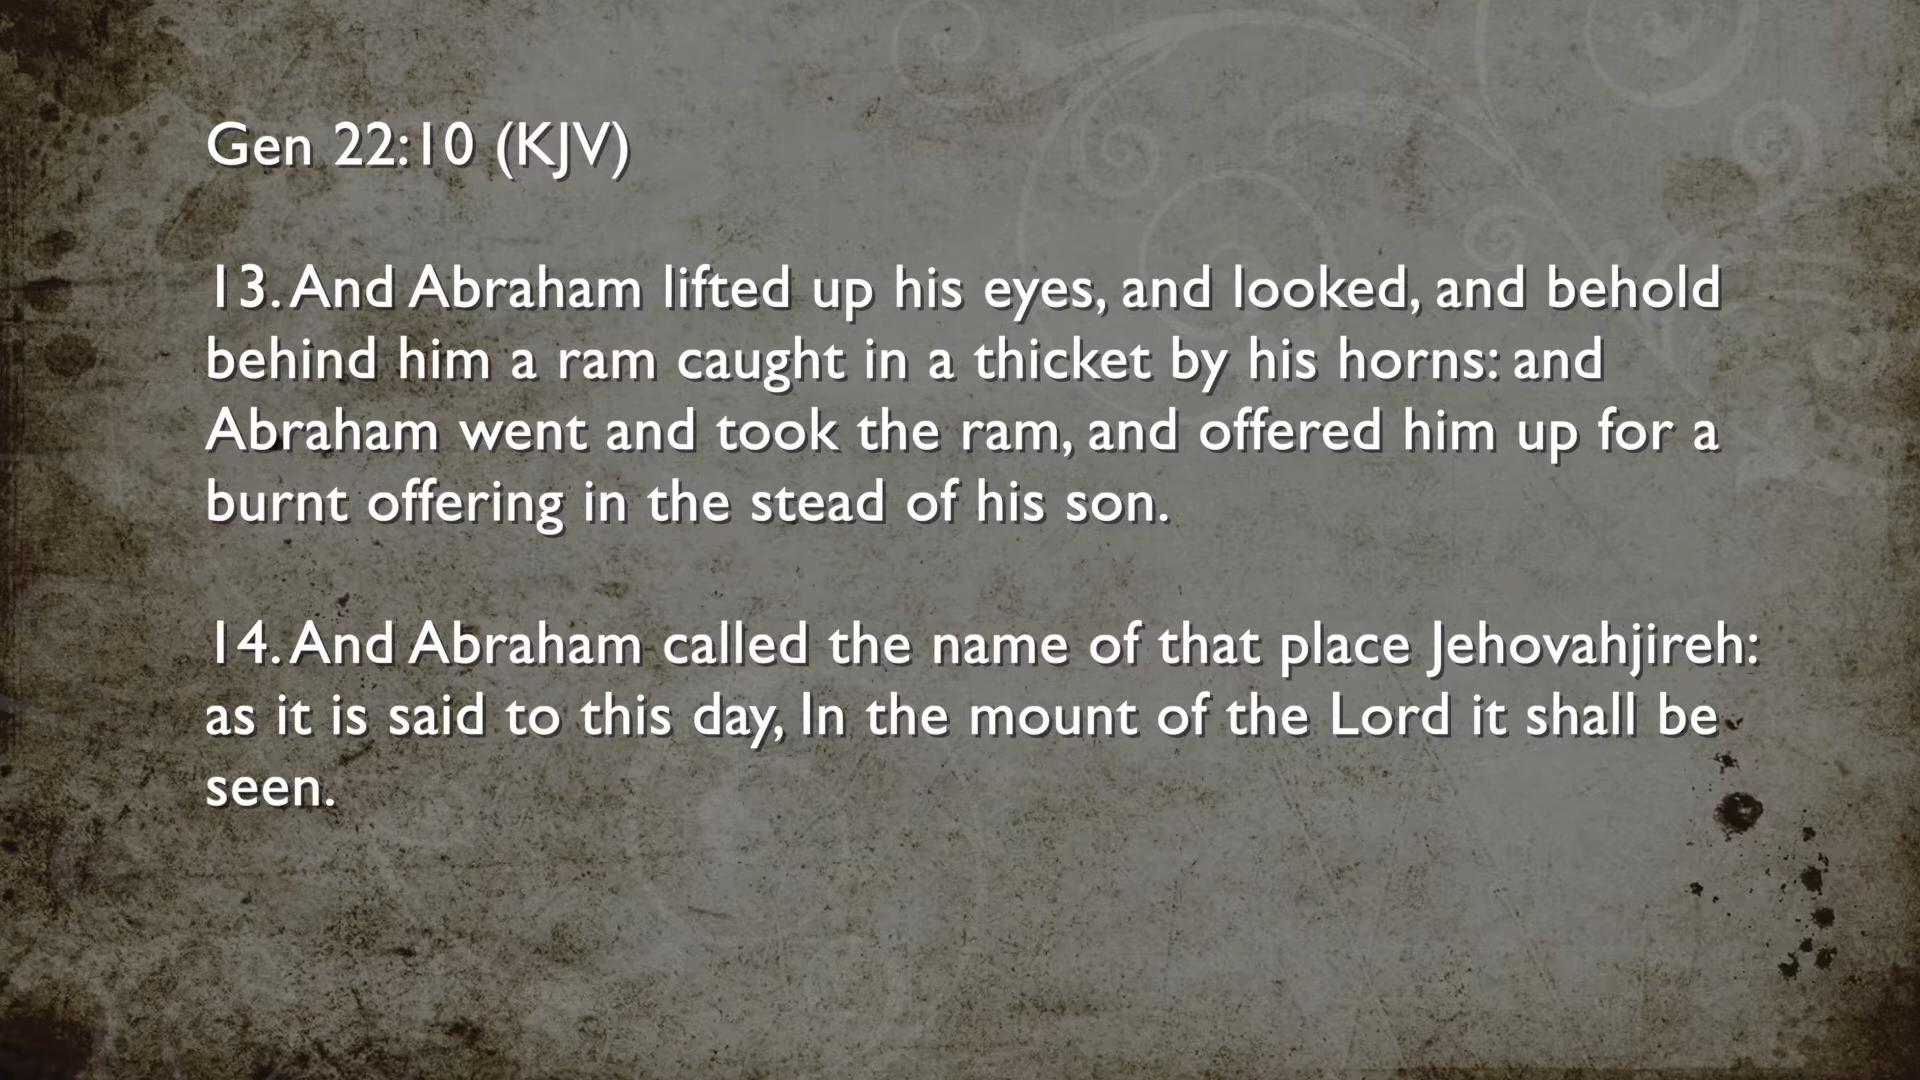 Gen 22:10 (KJV)
13. And Abraham lifted up his eyes, and looked, and behold
behind him a ram caught in a thicket by his horns: and
Abraham went and took the ram, and offered him up for a
burnt offering in the stead of his son.
14. And Abraham called the name of that place Jehovahjireh:
as it is said to this day, In the mount of the Lord it shall be
seen.